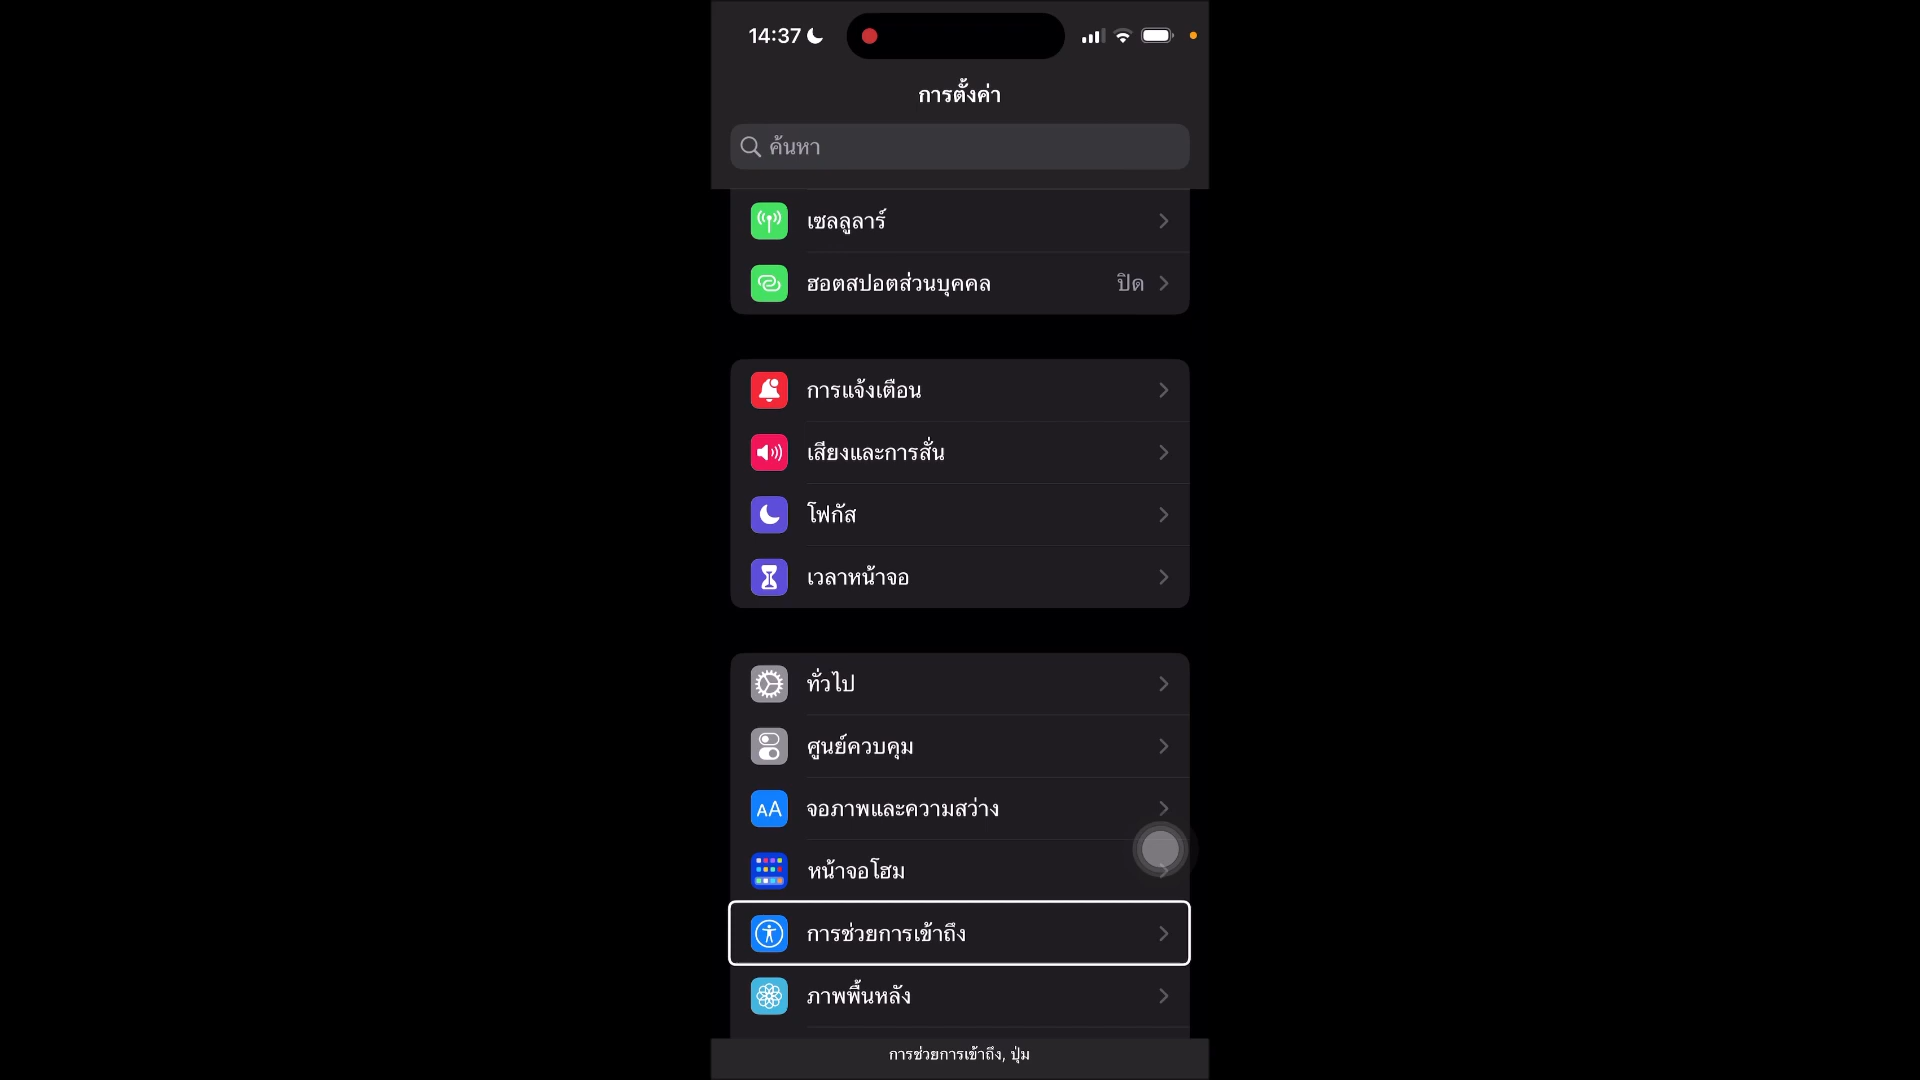 14:37
การตั้งค่า
ค้นหา
เซลลูลาร์
ฮอตสปอตส่วนบุคคล ปิด
การแจ้งเตือน
เสียงและการสั่น
โฟกัส
เวลาหน้าจอ
ทั่วไป
ศูนย์ควบคุม
AA จอภาพและความสว่าง
หน้าจอโฮม
การช่วยการเข้าถึง
ภาพพื้นหลัง
การช่วยการเข้าถึง, ปุ่ม